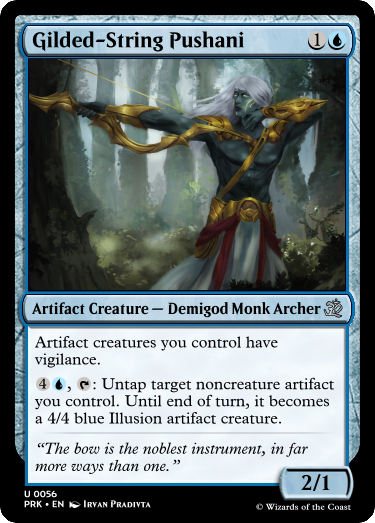 Gilded-String Pushani 1
Artifact Creature — Demigod Monk Archer
Artifact creatures you control have
vigilance.
4 , : Untap target noncreature artifact
you control. Until end of turn, it becomes
a 4/4 blue Illusion artifact creature.
“The bow is the noblest instrument, in far
more ways than one.”
2/1
U 0056
PRK • EN Irvan Pradivta
© Wizards of the Coast